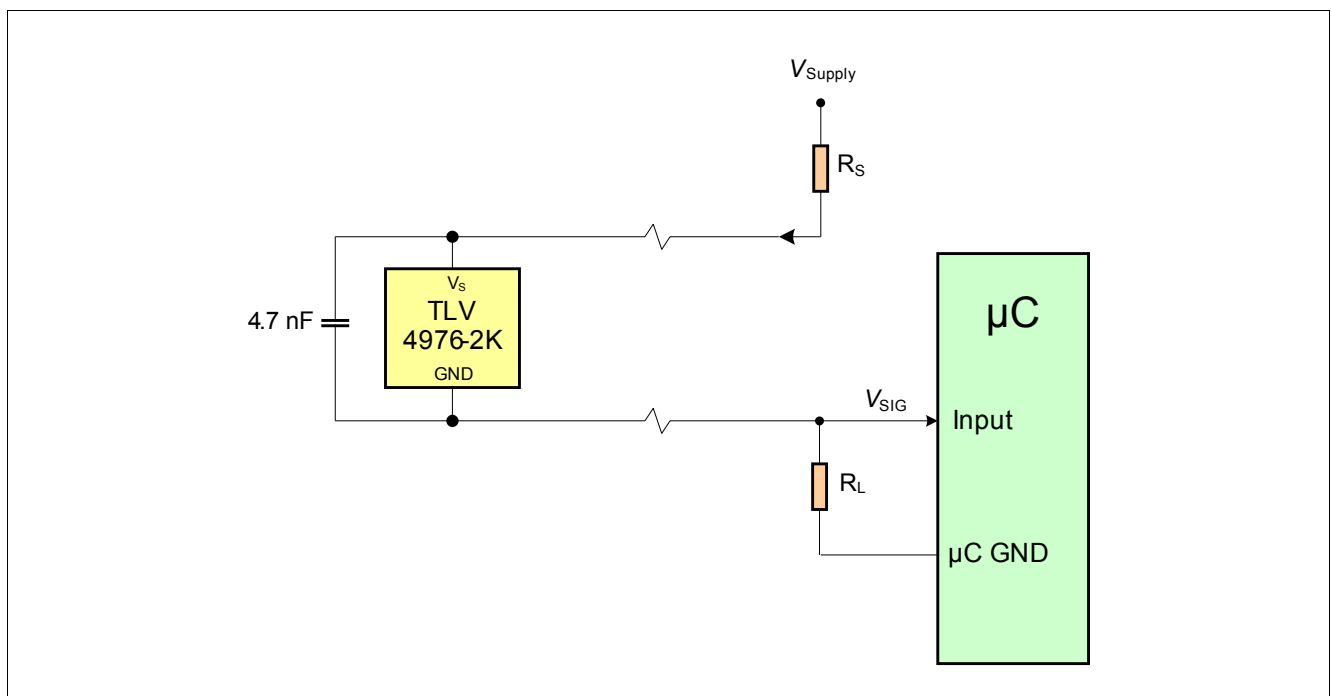 VSupply
RS
4.7 nF
VS
TLV
4976-2K
GND
VSIG
RL
µC
Input
µC GND